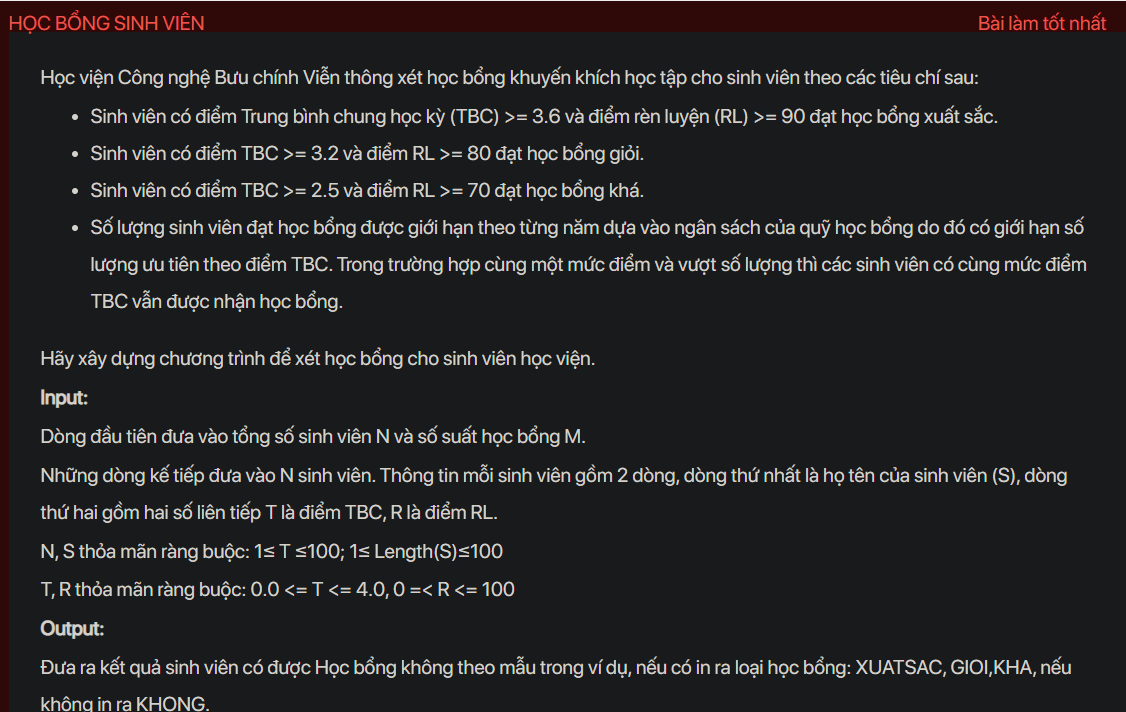 HỌC BỔNG SINH VIÊN
Bài làm tốt nhất
Học viện Công nghệ Bưu chính Viễn thông xét học bổng khuyến khích học tập cho sinh viên theo các tiêu chí sau:
• Sinh viên có điểm Trung bình chung học kỳ (TBC) >= 3.6 và điểm rèn luyện (RL) >= 90 đạt học bổng xuất sắc.
• Sinh viên có điểm TBC >= 3.2 và điểm RL >= 80 đạt học bổng giỏi.
• Sinh viên có điểm TBC >= 2.5 và điểm RL >= 70 đạt học bổng khá.
• Số lượng sinh viên đạt học bổng được giới hạn theo từng năm dựa vào ngân sách của quỹ học bổng do đó có giới hạn số
lượng ưu tiên theo điểm TBC. Trong trường hợp cùng một mức điểm và vượt số lượng thì các sinh viên có cùng mức điểm
TBC vẫn được nhận học bổng.
Hãy xây dựng chương trình để xét học bổng cho sinh viên học viện.
Input:
Dòng đầu tiên đưa vào tổng số sinh viên N và số suất học bổng M.
Những dòng kế tiếp đưa vào N sinh viên. Thông tin mỗi sinh viên gồm 2 dòng, dòng thứ nhất là họ tên của sinh viên (S), dòng
thứ hai gồm hai số liên tiếp T là điểm TBC, R là điểm RL.
N, S thỏa mãn ràng buộc: 1≤ T ≤100; 1≤ Length(S)≤100
T, R thỏa mãn ràng buộc: 0.0 <= T <= 4.0, 0 =< R <= 100
Output:
Đưa ra kết quả sinh viên có được Học bổng không theo mẫu trong ví dụ, nếu có in ra loại học bổng: XUATSAC, GIOI,KHA, nếu
không in ra KHONG.